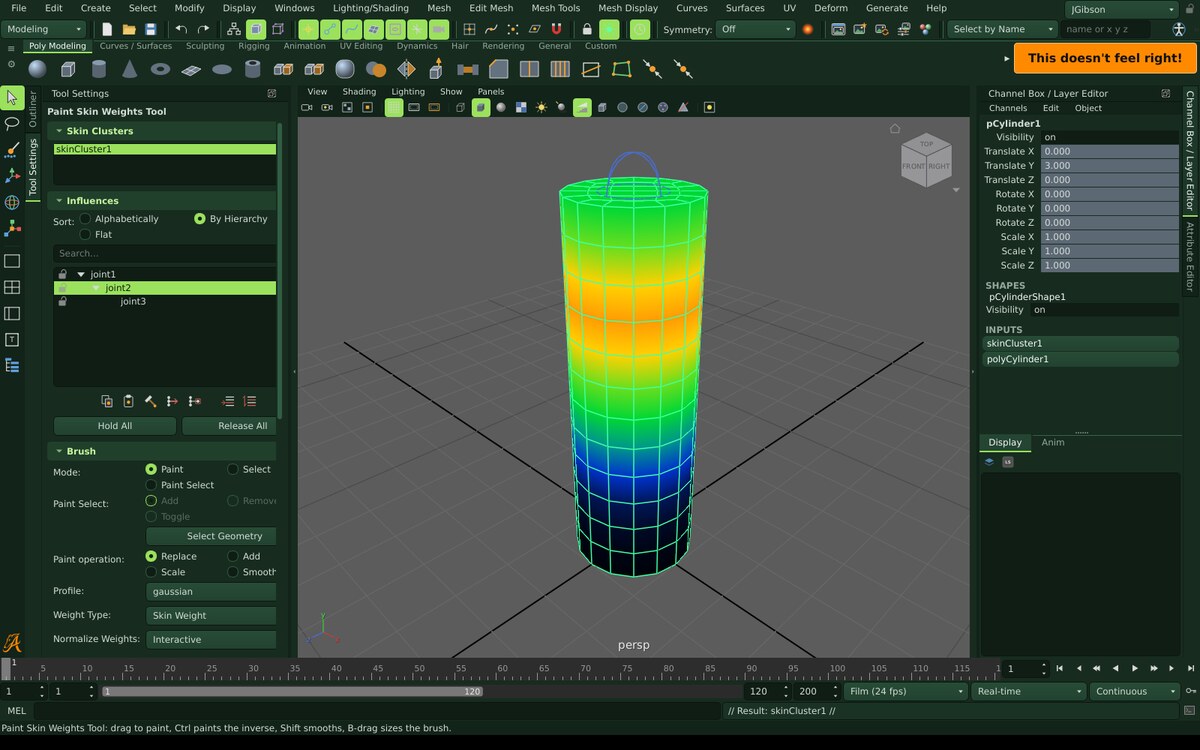 File Edit Create Select Modify Display Windows Lighting/Shading Mesh Edit Mesh Mesh Tools Mesh Display Curves Surfaces UV Deform Generate Help JGibson
Modeling Symmetry: Off Select by Name name or x y z
Poly Modeling Curves / Surfaces Sculpting Rigging Animation UV Editing Dynamics Hair Rendering General Custom
This doesn't feel right!
Tool Settings
Paint Skin Weights Tool
Skin Clusters
skinCluster1
Influences
Sort: Alphabetically By Hierarchy
Flat
Search...
joint1
joint2
joint3
Hold All Release All
Brush
Mode: Paint Select
Paint Select
Paint Select: Add Remov
Toggle
Select Geometry
Paint operation: Replace Add
Scale Smooth
Profile: gaussian
Weight Type: Skin Weight
Normalize Weights: Interactive
Outliner
Tool Settings
View Shading Lighting Show Panels
TOP
FRONT RIGHT
y
persp
Channel Box / Layer Editor
Channels Edit Object
pCylinder1
Visibility on
Translate X 0.000
Translate Y 3.000
Translate Z 0.000
Rotate X 0.000
Rotate Y 0.000
Rotate Z 0.000
Scale X 1.000
Scale Y 1.000
Scale Z 1.000
SHAPES
pCylinderShape1
Visibility on
INPUTS
skinCluster1
polyCylinder1
Display Anim
Channel Box / Layer Editor
Attribute Editor
1 5 10 15 20 25 30 35 40 45 50 55 60 65 70 75 80 85 90 95 100 105 110 115 1
1 1 1 120 120 200 Film (24 fps) Real-time Continuous
MEL // Result: skinCluster1 //
Paint Skin Weights Tool: drag to paint, Ctrl paints the inverse, Shift smooths, B-drag sizes the brush.